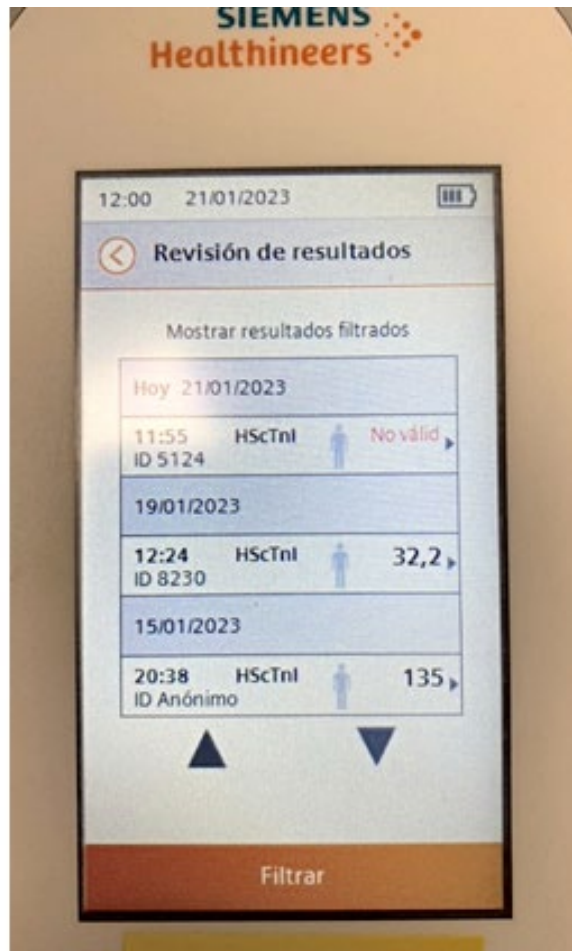 SIEMENS
Healthineers
12:00 21/01/2023
Revisión de resultados
Mostrar resultados filtrados
Hoy 21/01/2023
11:55 HScTnI No válid
ID 5124
19/01/2023
12:24 HScTnI 32,2
ID 8230
15/01/2023
20:38 HScTnI 135
ID Anónimo
Filtrar